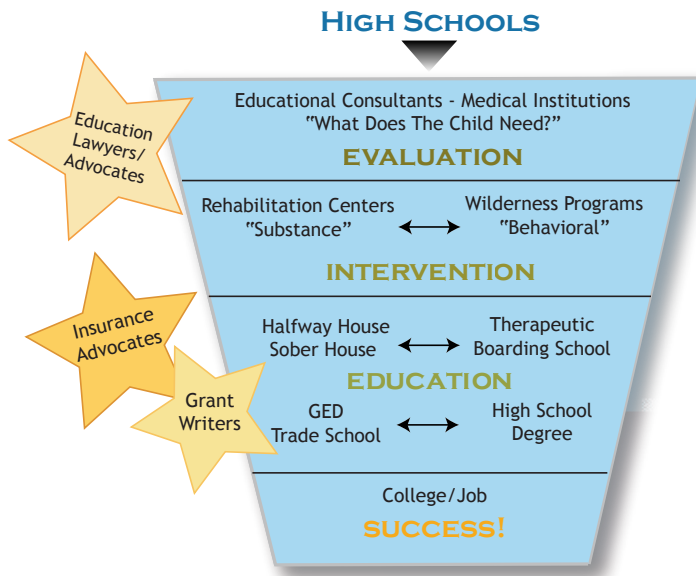 HIGH SCHOOLS
Education
Lawyers/
Advocates
Educational Consultants - Medical Institutions
"What Does The Child Need?"
EVALUATION
Rehabilitation Centers
"Substance"
Wilderness Programs
"Behavioral"
INTERVENTION
Insurance
Advocates
Halfway House
Sober House
Therapeutic
Boarding School
EDUCATION
Grant
Writers
GED
Trade School
High School
Degree
College/Job
SUCCESS!